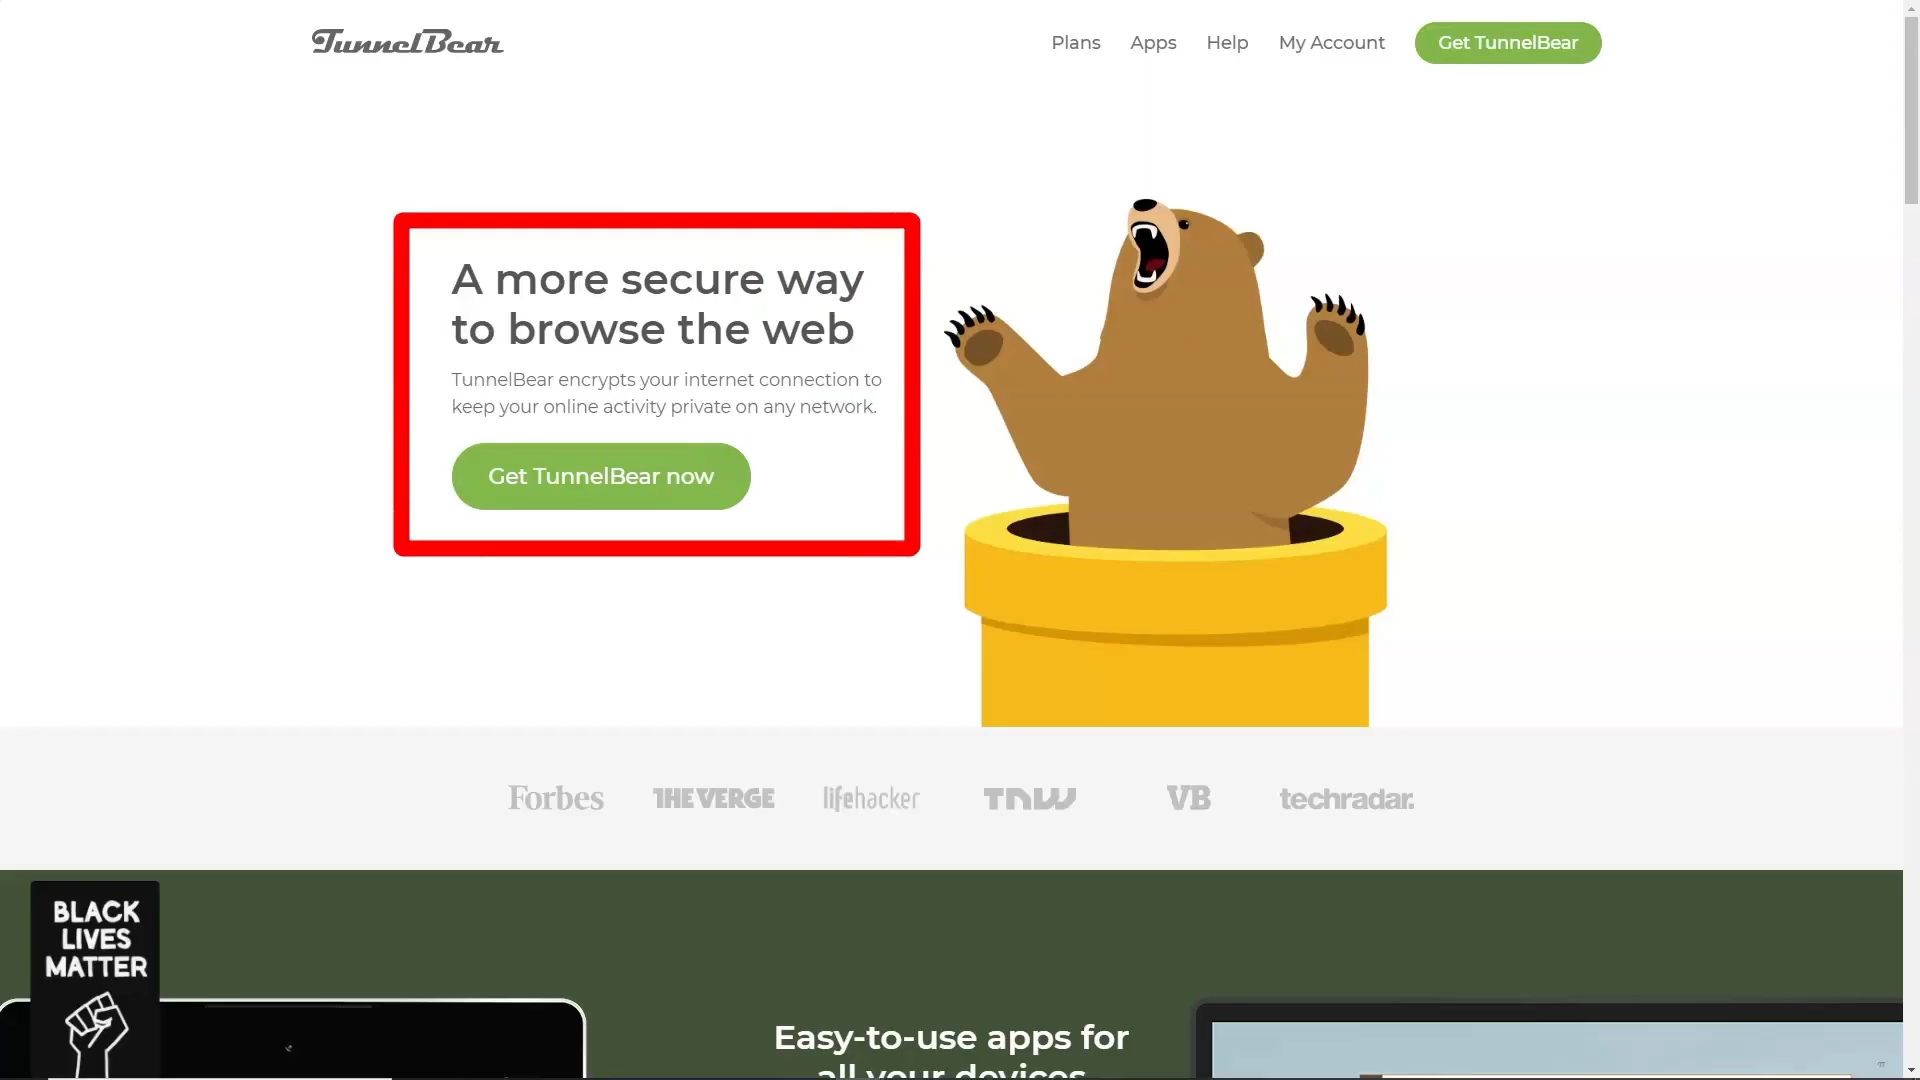 TunnelBear
Plans
Apps
Help
My Account
Get TunnelBear
A more secure way
to browse the web
TunnelBear encrypts your internet connection to
keep your online activity private on any network.
Get TunnelBear now
Forbes
THE VERGE
lifehacker
TNW
VB
techradar.
BLACK
LIVES
MATTER
Easy-to-use apps for
all your devices